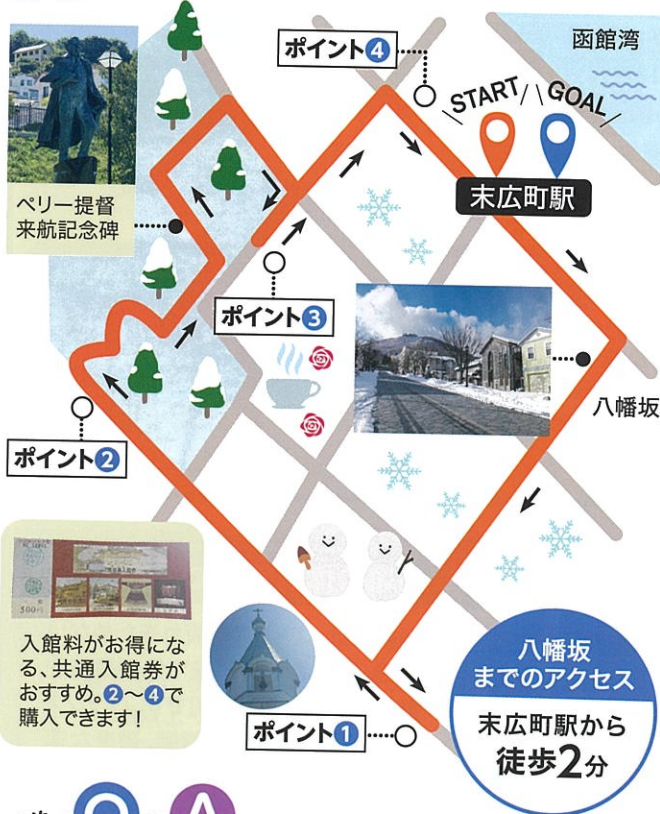 ポイント④
函館湾
START
GOAL
末広町駅
ペリー提督
来航記念碑
ポイント③
八幡坂
ポイント②
500円
入館料がお得にな
る、共通入館券が
おすすめ。②〜④で
購入できます!
ポイント①
八幡坂
までのアクセス
末広町駅から
徒歩2分